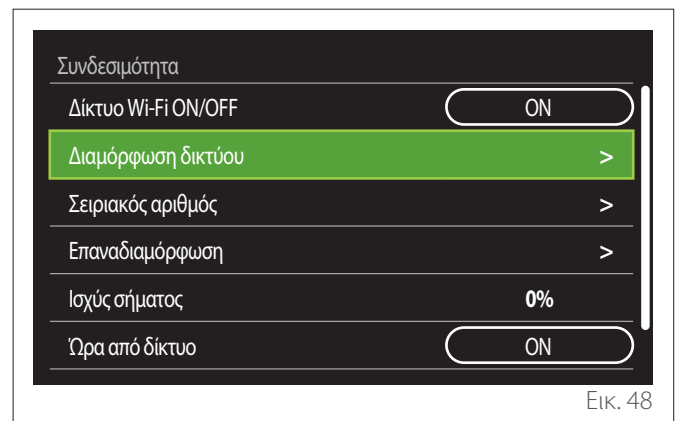 Συνδεσιμότητα
Δίκτυο Wi-Fi ON/OFF ON
Διαμόρφωση δικτύου >
Σειριακός αριθμός >
Επαναδιαμόρφωση >
Ισχύς σήματος 0%
Ώρα από δίκτυο ON
Εικ. 48